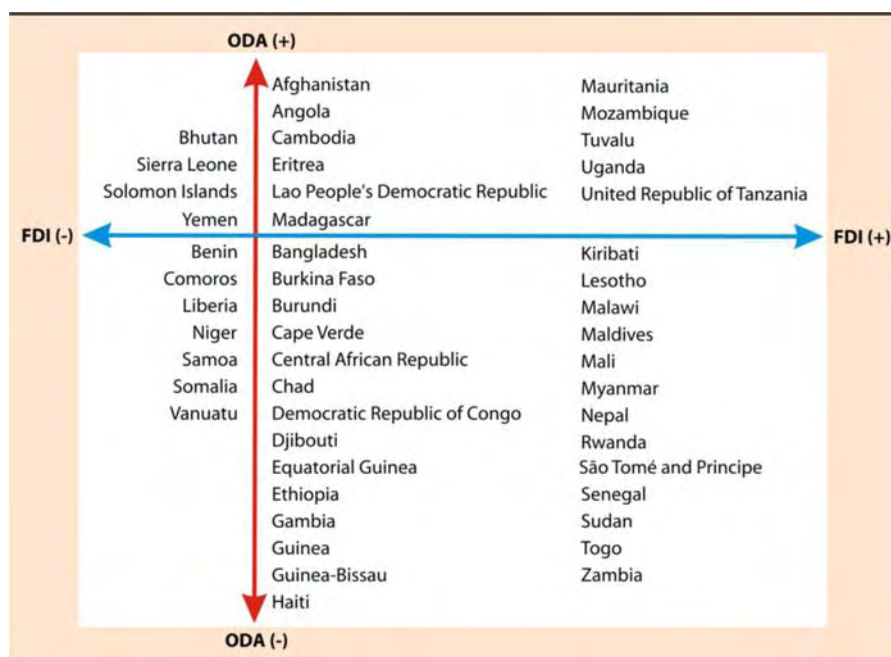 ODA (+)
Afghanistan
Angola
Cambodia
Eritrea
Lao People's Democratic Republic
Madagascar
Mauritania
Mozambique
Tuvalu
Uganda
United Republic of Tanzania
Bhutan
Sierra Leone
Solomon Islands
Yemen
FDI (-)
FDI (+)
Benin
Comoros
Liberia
Niger
Samoa
Somalia
Vanuatu
Bangladesh
Burkina Faso
Burundi
Cape Verde
Central African Republic
Chad
Democratic Republic of Congo
Djibouti
Equatorial Guinea
Ethiopia
Gambia
Guinea
Guinea-Bissau
Haiti
Kiribati
Lesotho
Malawi
Maldives
Mali
Myanmar
Nepal
Rwanda
São Tomé and Principe
Senegal
Sudan
Togo
Zambia
ODA (-)